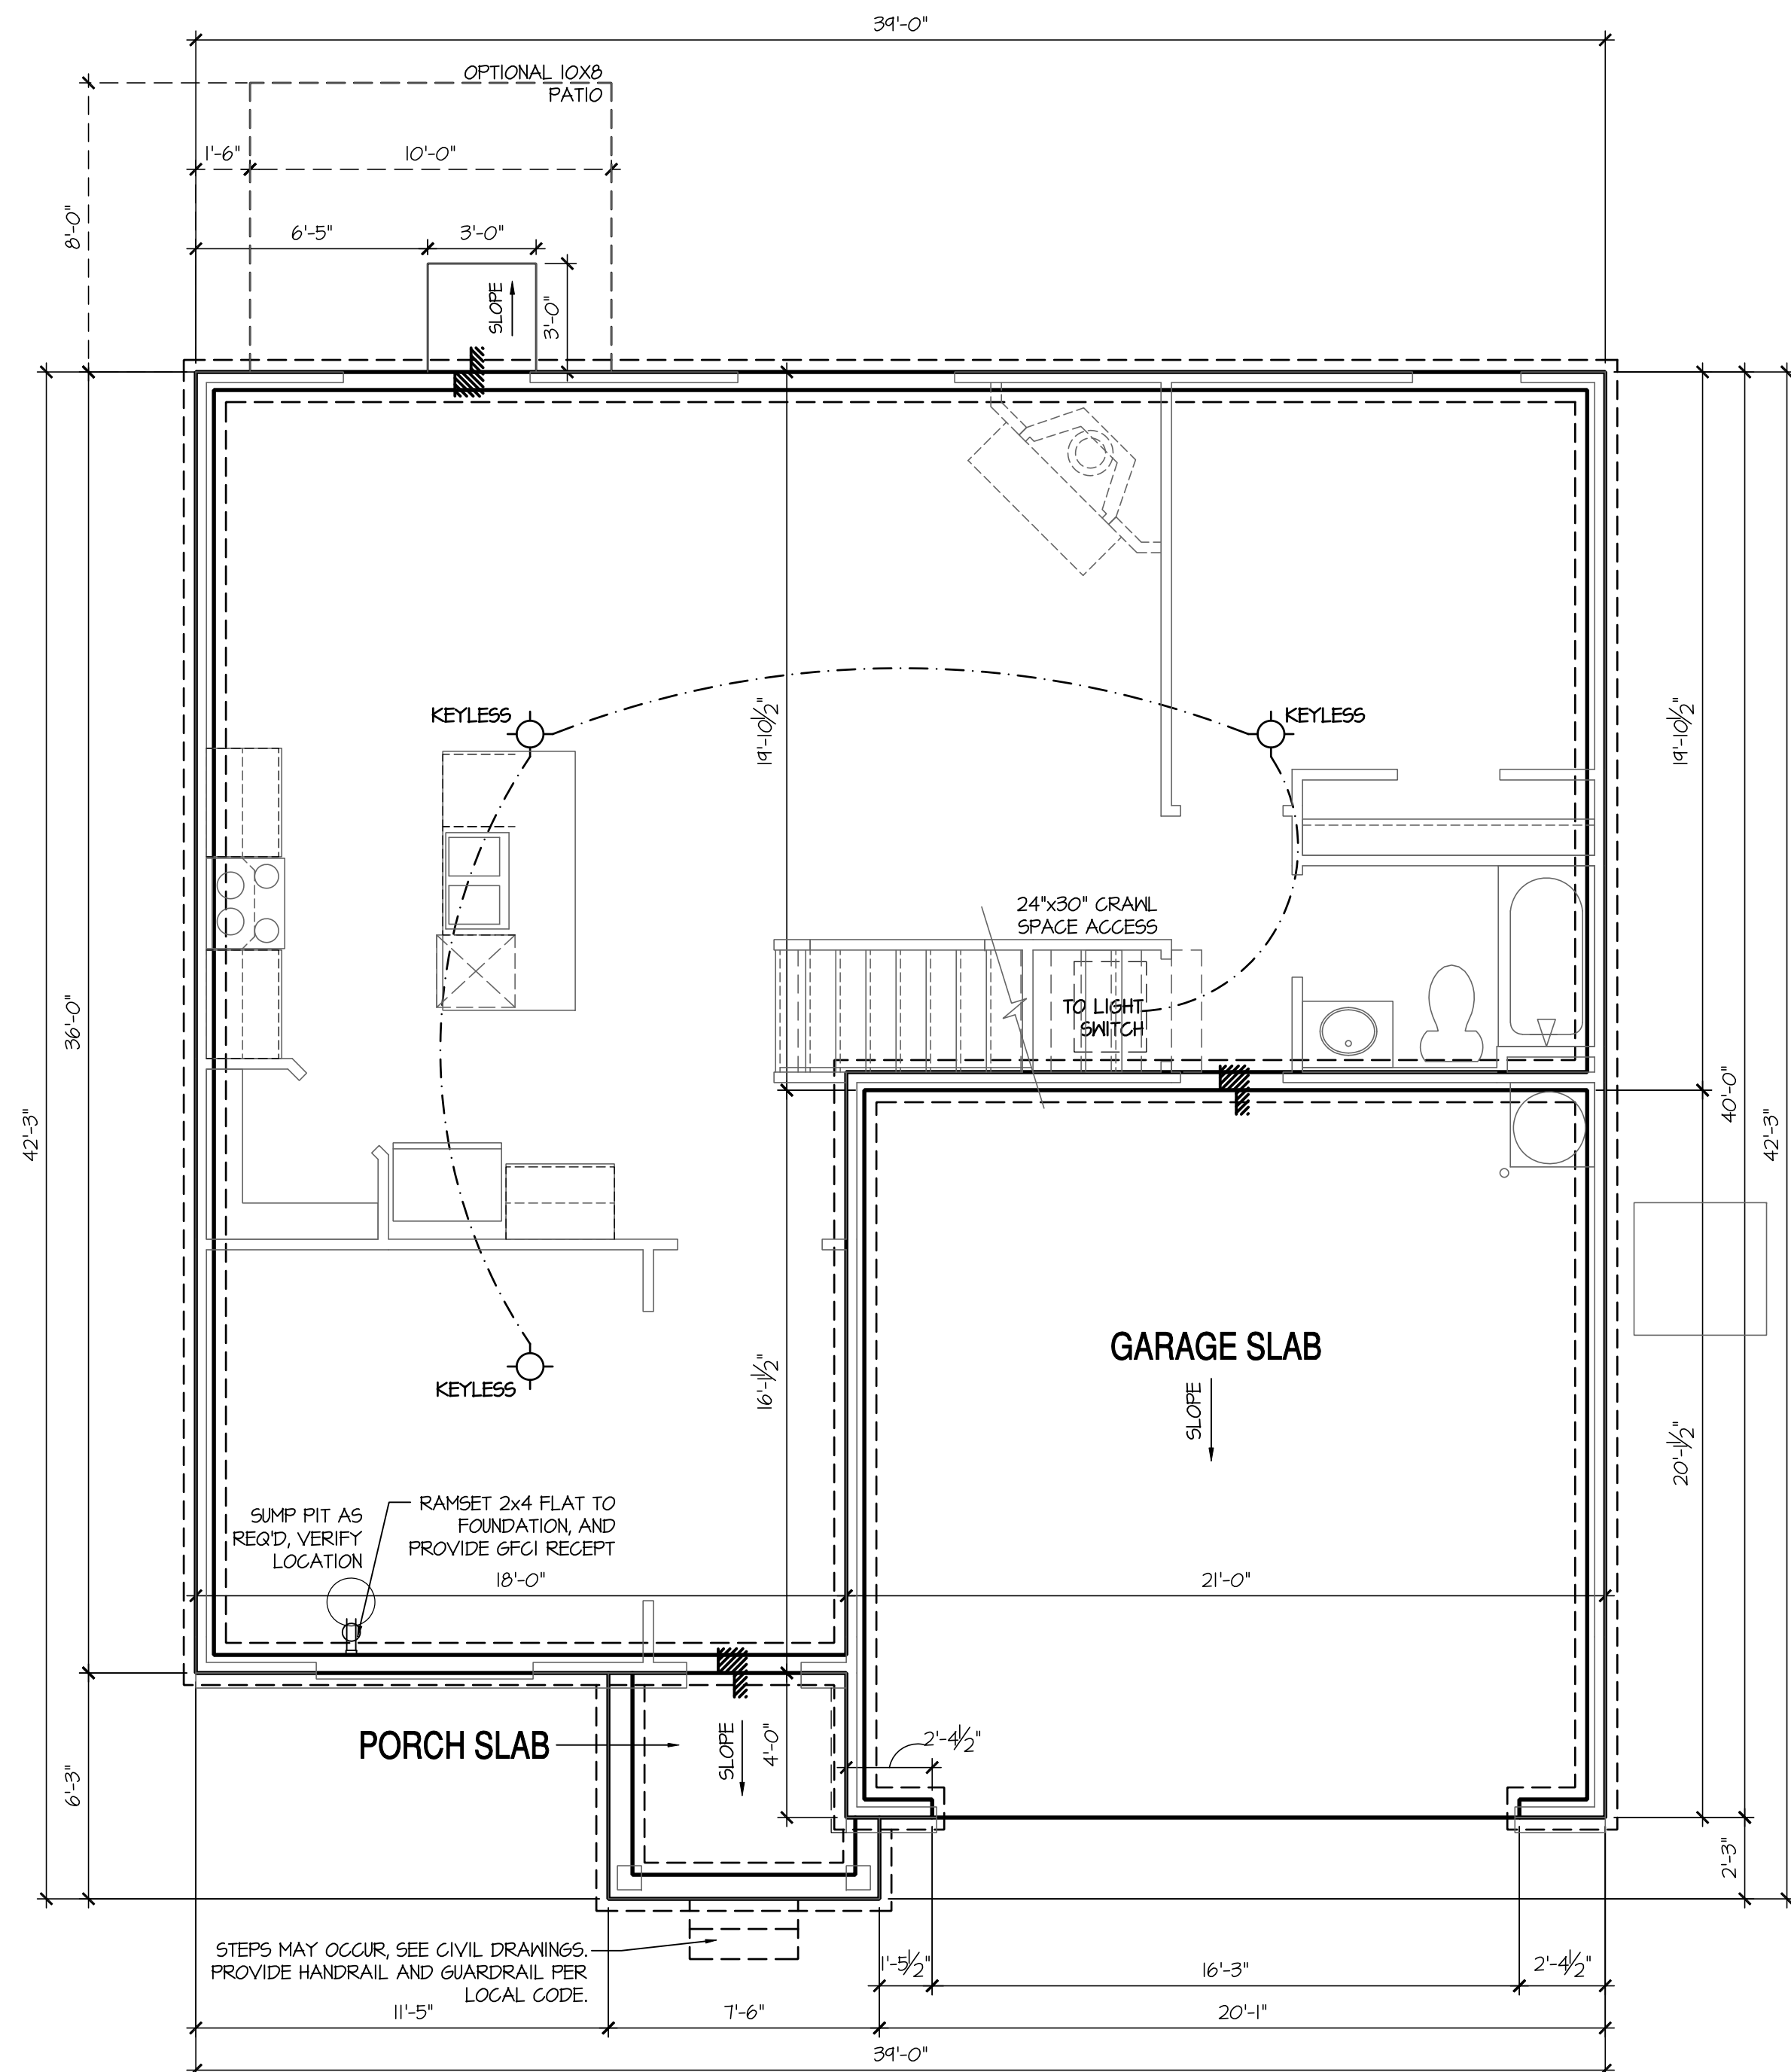 39'-0"
OPTIONAL 10X8
PATIO
1'-6"
10'-0"
8'-0"
6'-5"
3'-0"
SLOPE
3'-0"
KEYLESS
19'-10½"
KEYLESS
19'-10½"
24"x30" CRAWL
SPACE ACCESS
TO LIGHT
SWITCH
36'-0"
42'-3"
40'-0"
42'-3"
GARAGE SLAB
SLOPE
16'-1½"
KEYLESS
20'-1½"
SUMP PIT AS
REQ'D, VERIFY
LOCATION
RAMSET 2x4 FLAT TO
FOUNDATION, AND
PROVIDE GFCI RECEPT
18'-0"
21'-0"
PORCH SLAB
SLOPE
4'-0"
2'-4½"
6'-3"
2'-3"
STEPS MAY OCCUR, SEE CIVIL DRAWINGS.
PROVIDE HANDRAIL AND GUARDRAIL PER
LOCAL CODE.
1'-5½"
16'-3"
2'-4½"
11'-5"
7'-6"
20'-1"
39'-0"